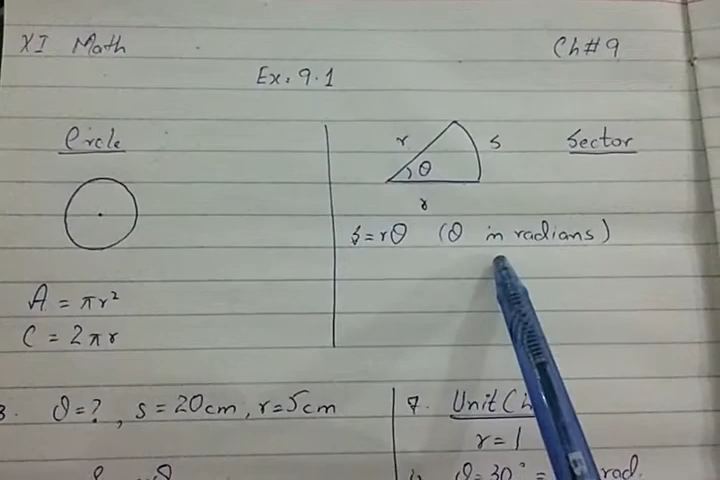 XI Math Ch#9
Ex. 9.1
Circle
A = πr²
C = 2πr
r
θ
s
r
Sector
s = rθ (θ in radians)
3. θ = ?, s = 20cm, r = 5cm
7. Unit
r = 1
θ = 30° = rad.